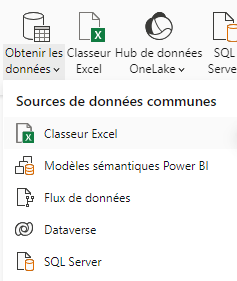 Obtenir les données
Classeur Excel
Hub de données OneLake
SQL Server
Sources de données communes
Classeur Excel
Modèles sémantiques Power BI
Flux de données
Dataverse
SQL Server